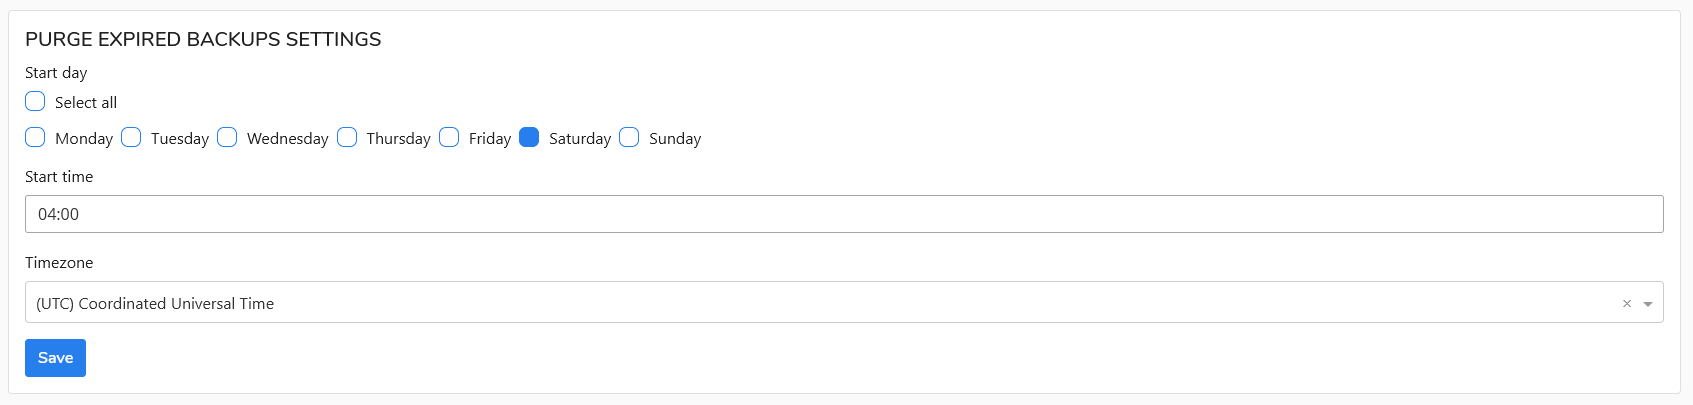 PURGE EXPIRED BACKUPS SETTINGS
Start day
Select all
Monday Tuesday Wednesday Thursday Friday Saturday Sunday
Start time
04:00
Timezone
(UTC) Coordinated Universal Time
Save